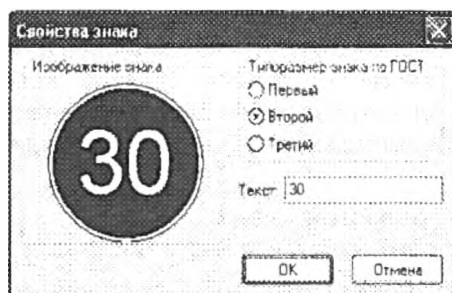 Свойства знака
Изображение знака
30
Типоразмер знака по ГОСТ
Первый
Второй
Третий
Текст: 30
OK
Отмена